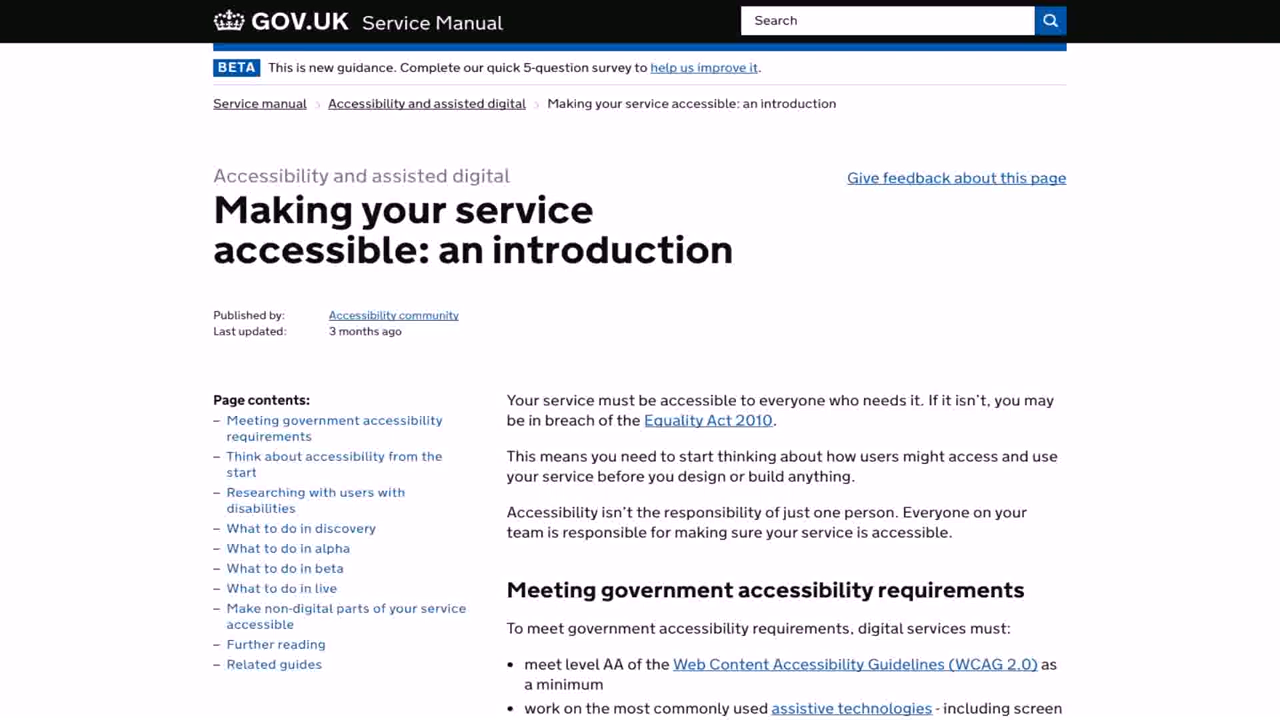 GOV.UK Service Manual
Search
BETA This is new guidance. Complete our quick 5-question survey to help us improve it.
Service manual Accessibility and assisted digital Making your service accessible: an introduction
Accessibility and assisted digital
Give feedback about this page
Making your service
accessible: an introduction
Published by: Accessibility community
Last updated: 3 months ago
Page contents:
– Meeting government accessibility
requirements
– Think about accessibility from the
start
– Researching with users with
disabilities
– What to do in discovery
– What to do in alpha
– What to do in beta
– What to do in live
– Make non-digital parts of your service
accessible
– Further reading
– Related guides
Your service must be accessible to everyone who needs it. If it isn’t, you may
be in breach of the Equality Act 2010.
This means you need to start thinking about how users might access and use
your service before you design or build anything.
Accessibility isn’t the responsibility of just one person. Everyone on your
team is responsible for making sure your service is accessible.
Meeting government accessibility requirements
To meet government accessibility requirements, digital services must:
• meet level AA of the Web Content Accessibility Guidelines (WCAG 2.0) as
a minimum
• work on the most commonly used assistive technologies - including screen